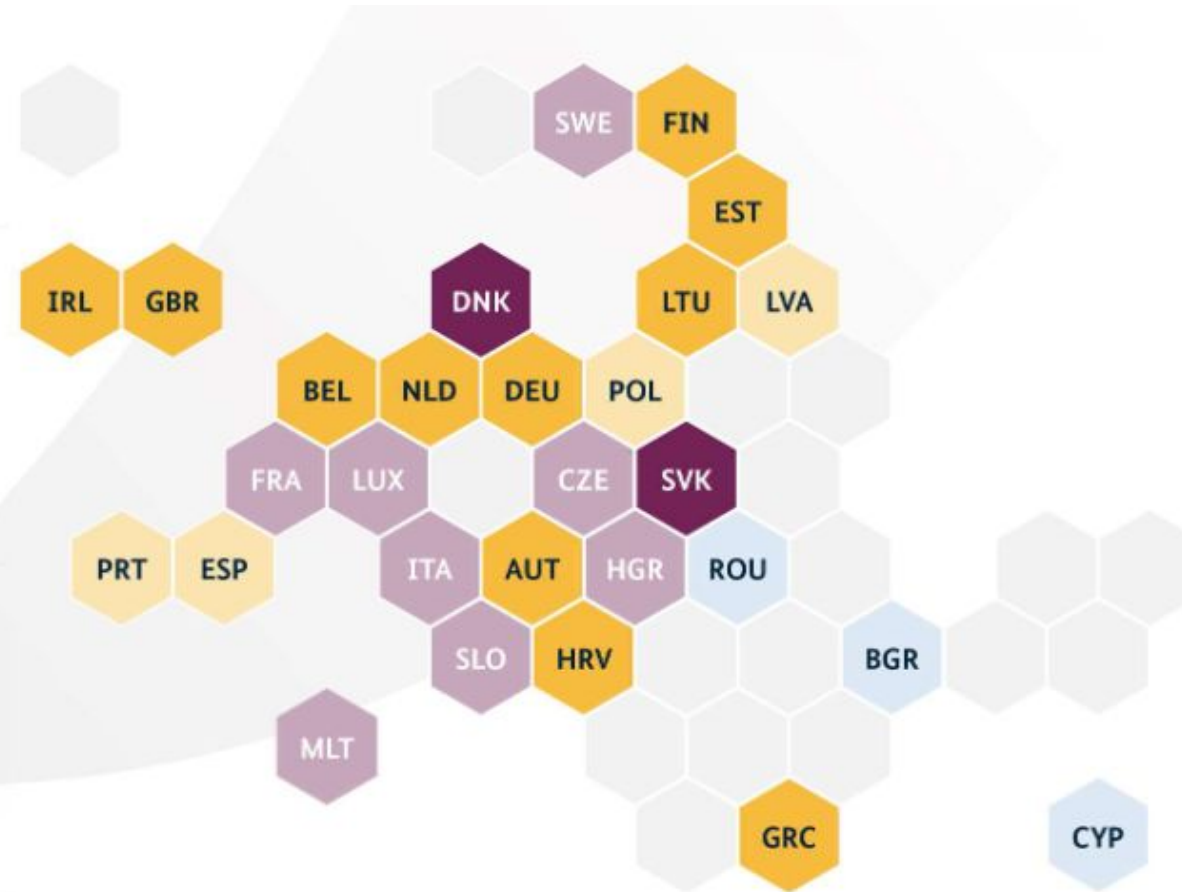 SWE FIN
EST
IRL GBR DNK LTU LVA
BEL NLD DEU POL
FRA LUX CZE SVK
PRT ESP ITA AUT HGR ROU
SLO HRV BGR
MLT
GRC CYP